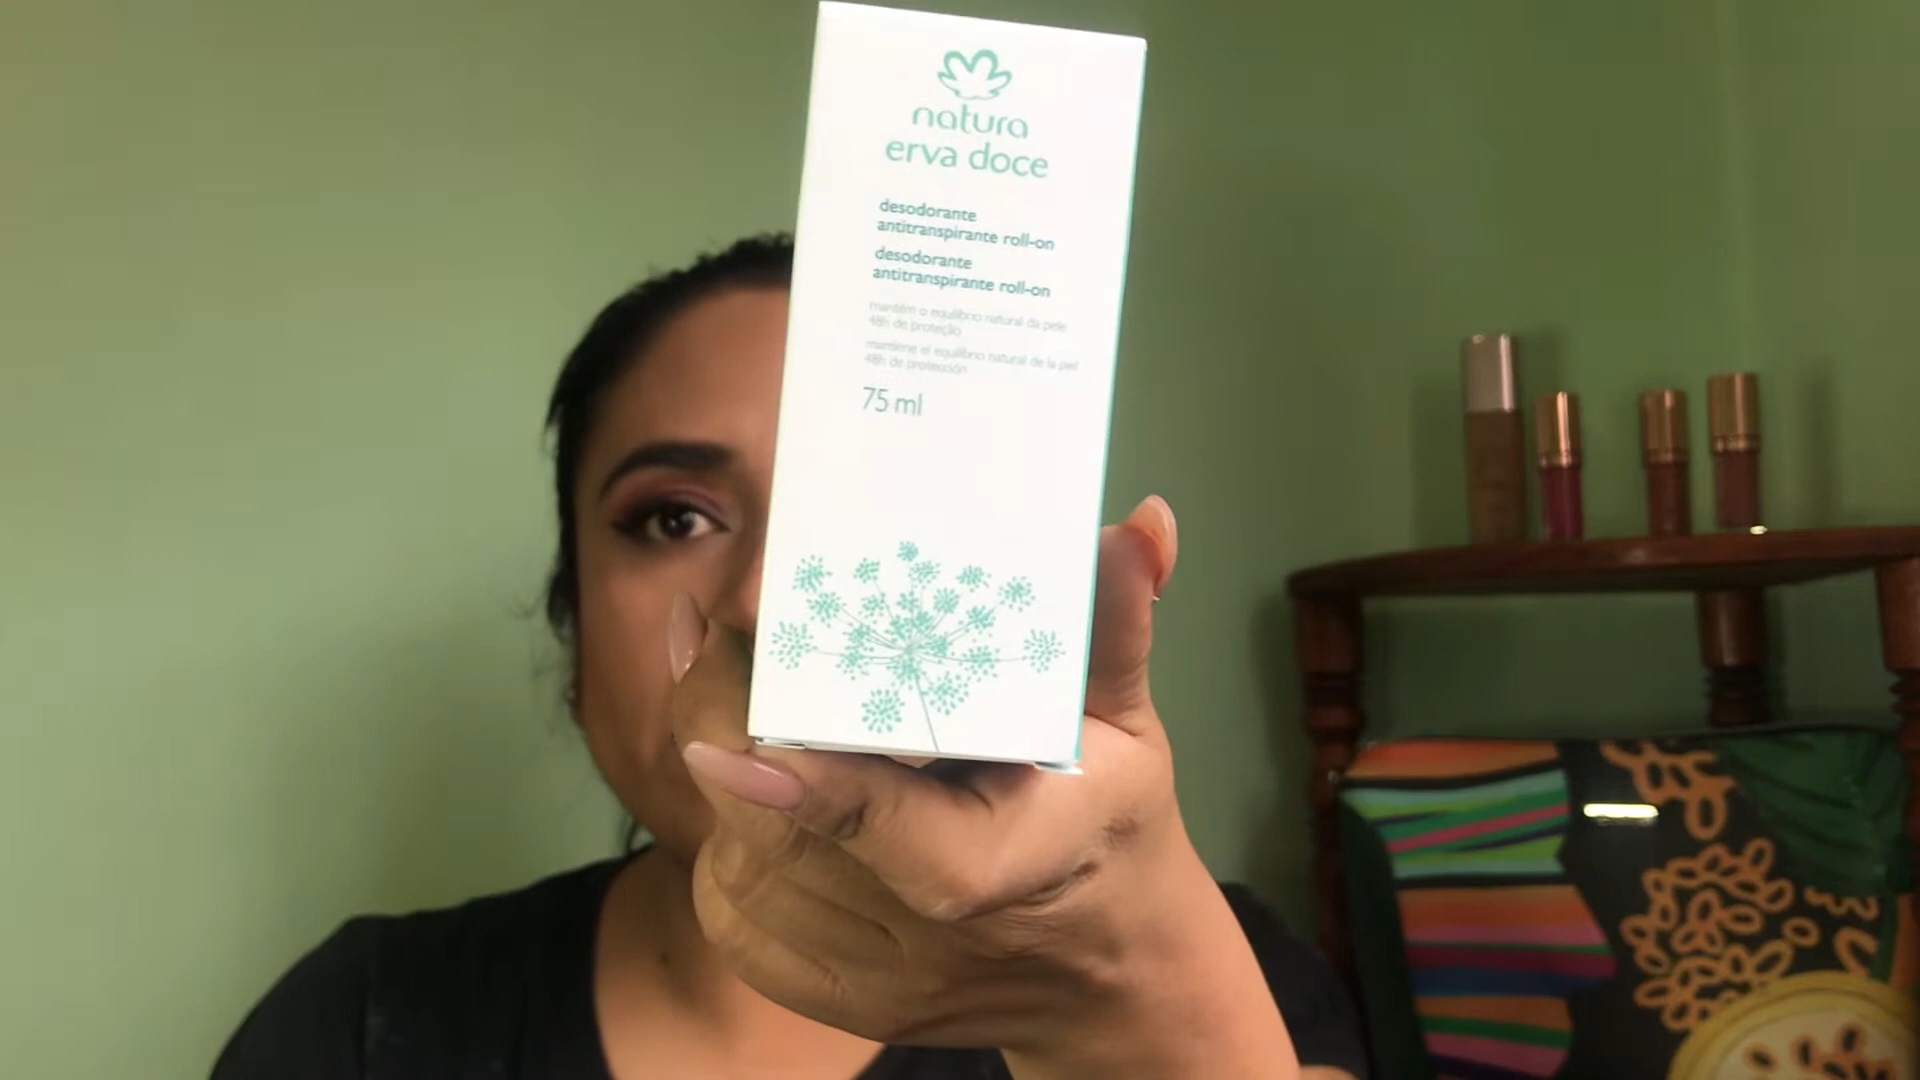 natura
erva doce
desodorante
antitranspirante roll-on
desodorante
antitranspirante roll-on
mantém o equilíbrio natural da pele
48h de proteção
mantiene el equilibrio natural de la piel
48h de protección
75 ml